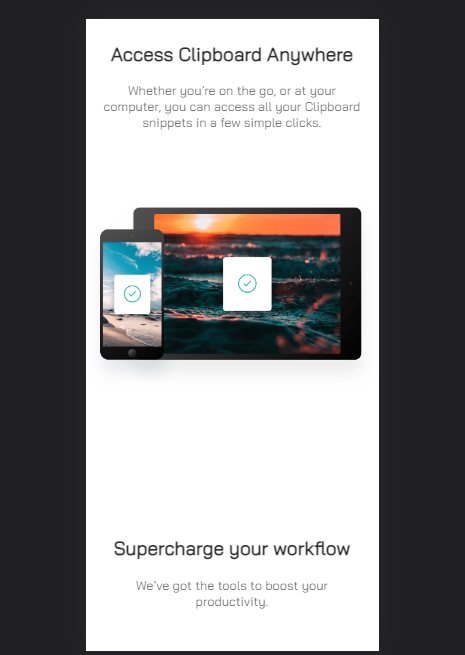 Access Clipboard Anywhere
Whether you’re on the go, or at your
computer, you can access all your Clipboard
snippets in a few simple clicks.
Supercharge your workflow
We’ve got the tools to boost your
productivity.